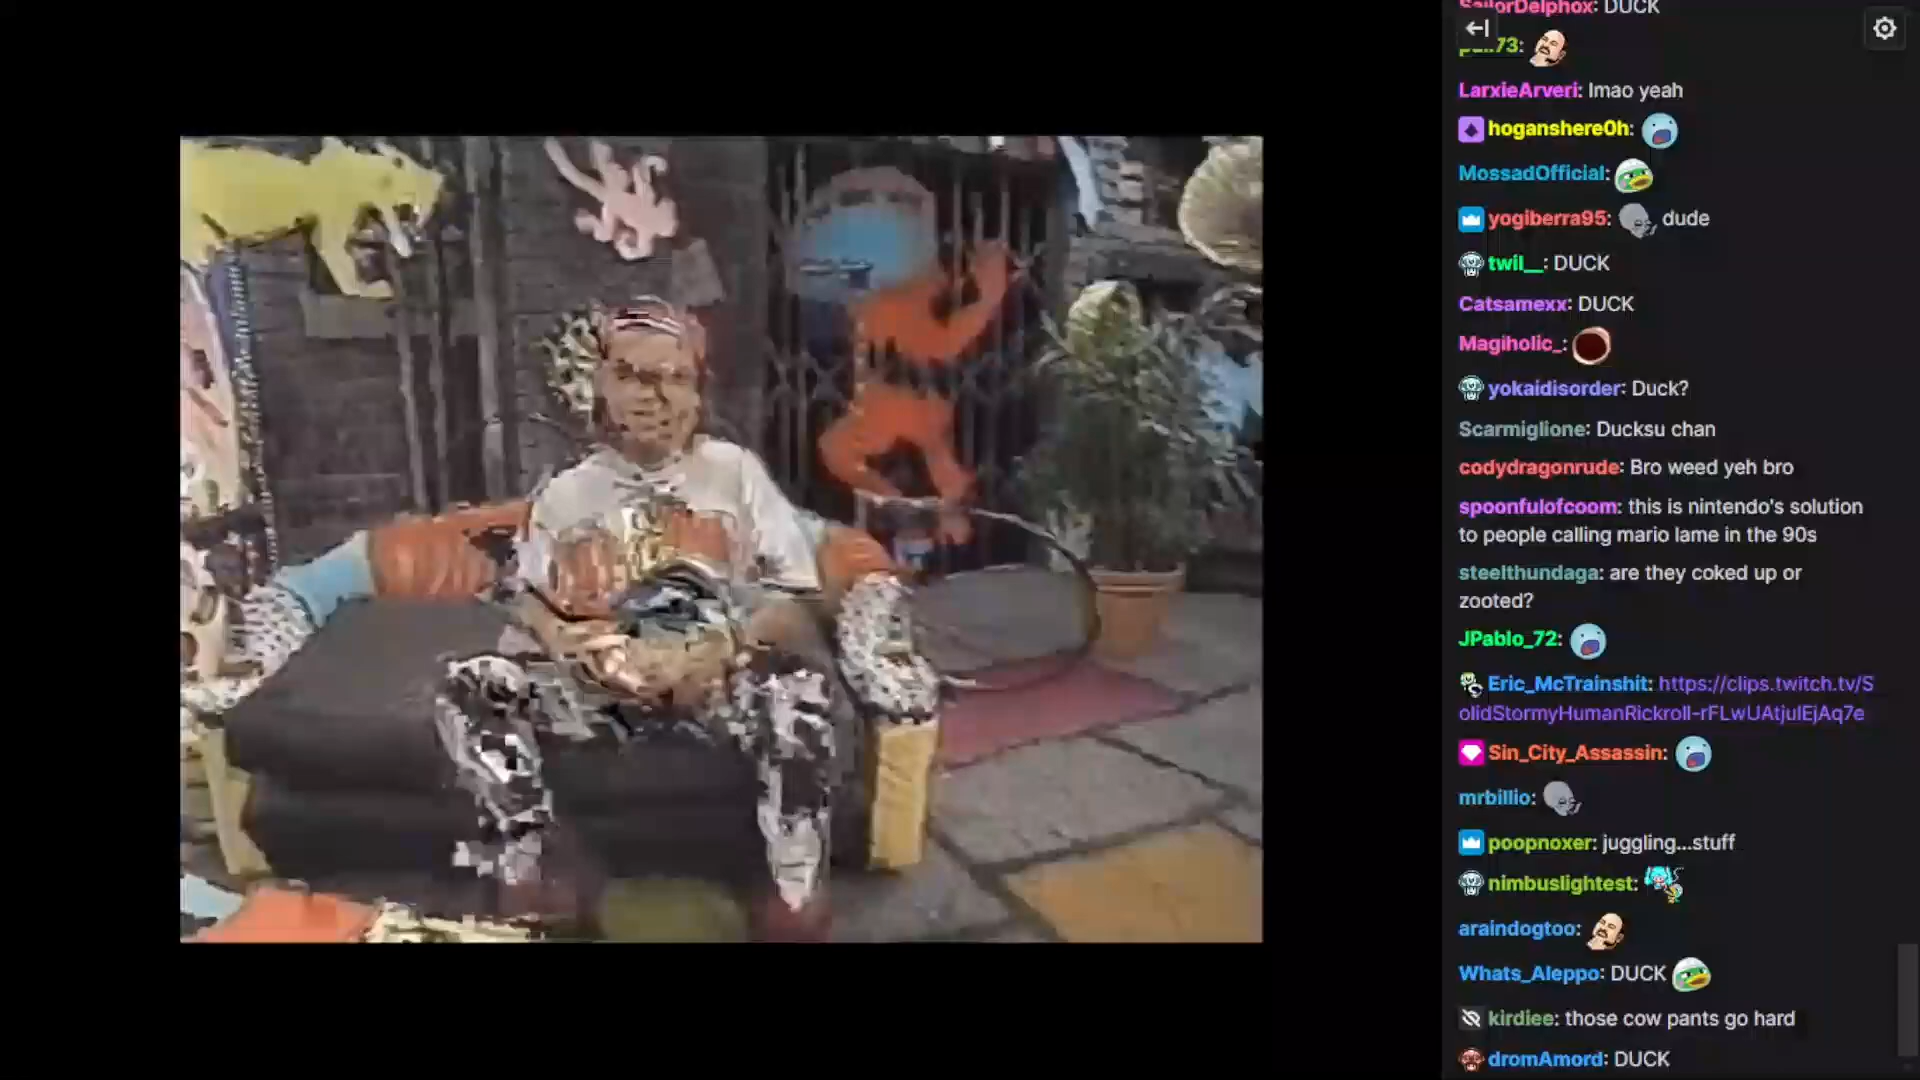 SailorDelphox: DUCK
73:
LarxieArveri: lmao yeah
hoganshere0h:
MossadOfficial:
yogiberra95: dude
twil__: DUCK
Catsamexx: DUCK
Magiholic_:
yokaidisorder: Duck?
Scarmiglione: Ducksu chan
codydragonrude: Bro weed yeh bro
spoonfulofcoom: this is nintendo's solution
to people calling mario lame in the 90s
steelthundaga: are they coked up or
zooted?
JPablo_72:
Eric_McTrainshit: https://clips.twitch.tv/S
olidStormyHumanRickroll-rFLwUAtjulEjAq7e
Sin_City_Assassin:
mrbillio:
poopnoxer: juggling...stuff
nimbuslightest:
araindogtoo:
Whats_Aleppo: DUCK
kirdiee: those cow pants go hard
dromAmord: DUCK